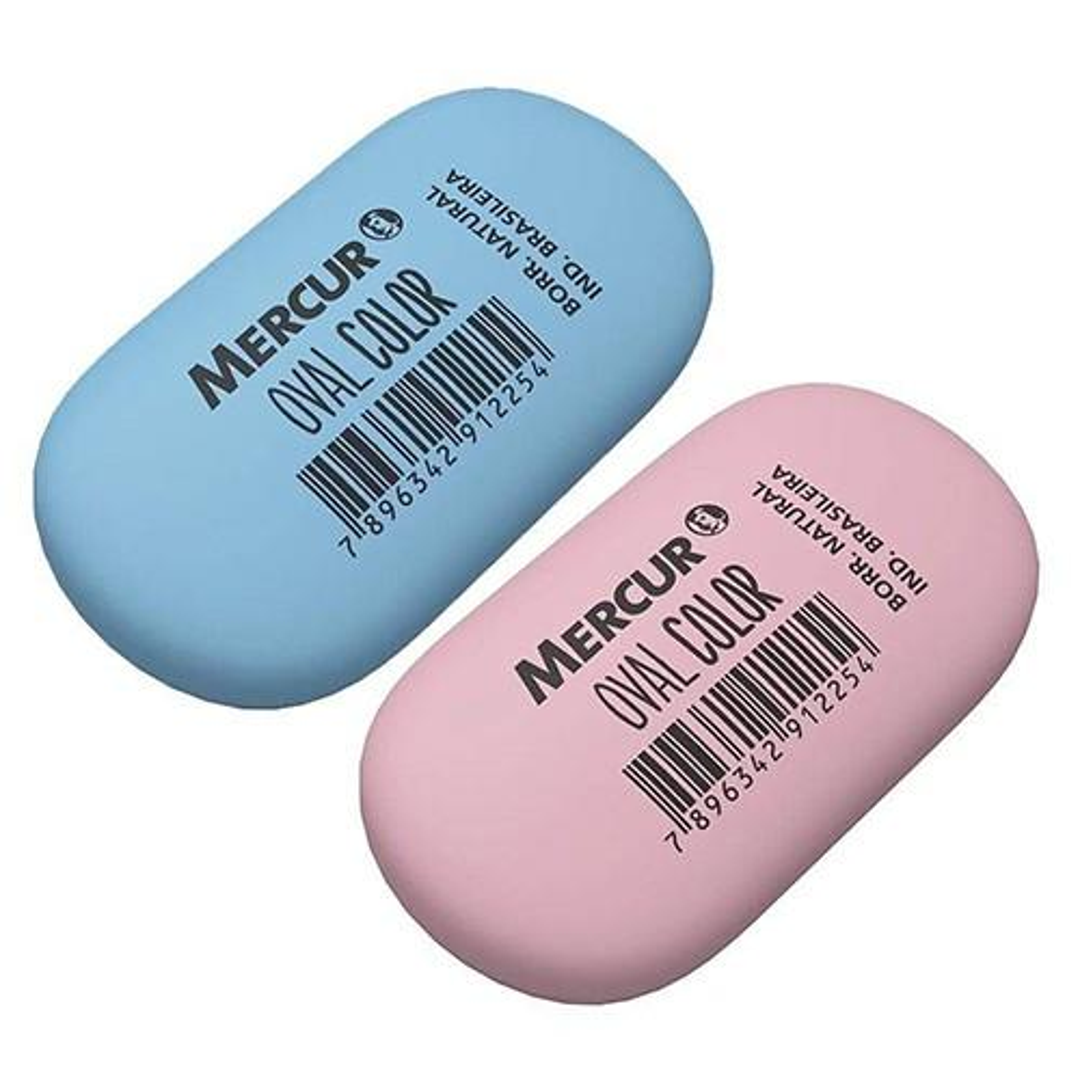 MERCUR
OVAL COLOR
7 896342 912254
BORR. NATURAL
IND. BRASILEIRA
MERCUR
OVAL COLOR
7 896342 912254
BORR. NATURAL
IND. BRASILEIRA